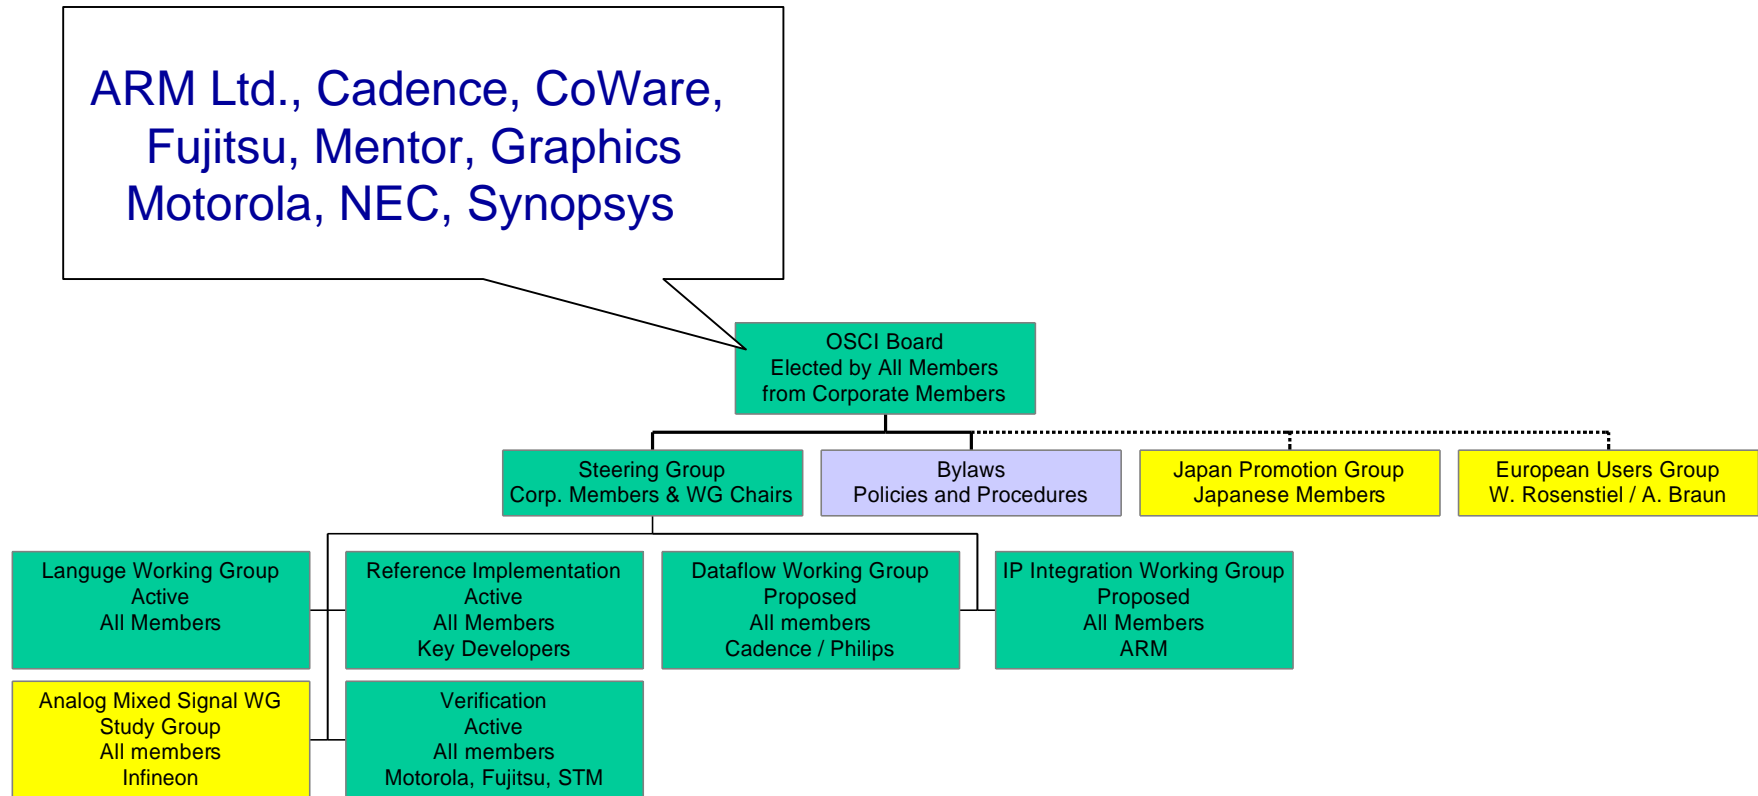 ARM Ltd., Cadence, CoWare,
Fujitsu, Mentor, Graphics
Motorola, NEC, Synopsys
OSCI Board
Elected by All Members
from Corporate Members
Steering Group
Corp. Members & WG Chairs
Bylaws
Policies and Procedures
Japan Promotion Group
Japanese Members
European Users Group
W. Rosenstiel / A. Braun
Languge Working Group
Active
All Members
Reference Implementation
Active
All Members
Key Developers
Dataflow Working Group
Proposed
All members
Cadence / Philips
IP Integration Working Group
Proposed
All Members
ARM
Analog Mixed Signal WG
Study Group
All members
Infineon
Verification
Active
All members
Motorola, Fujitsu, STM